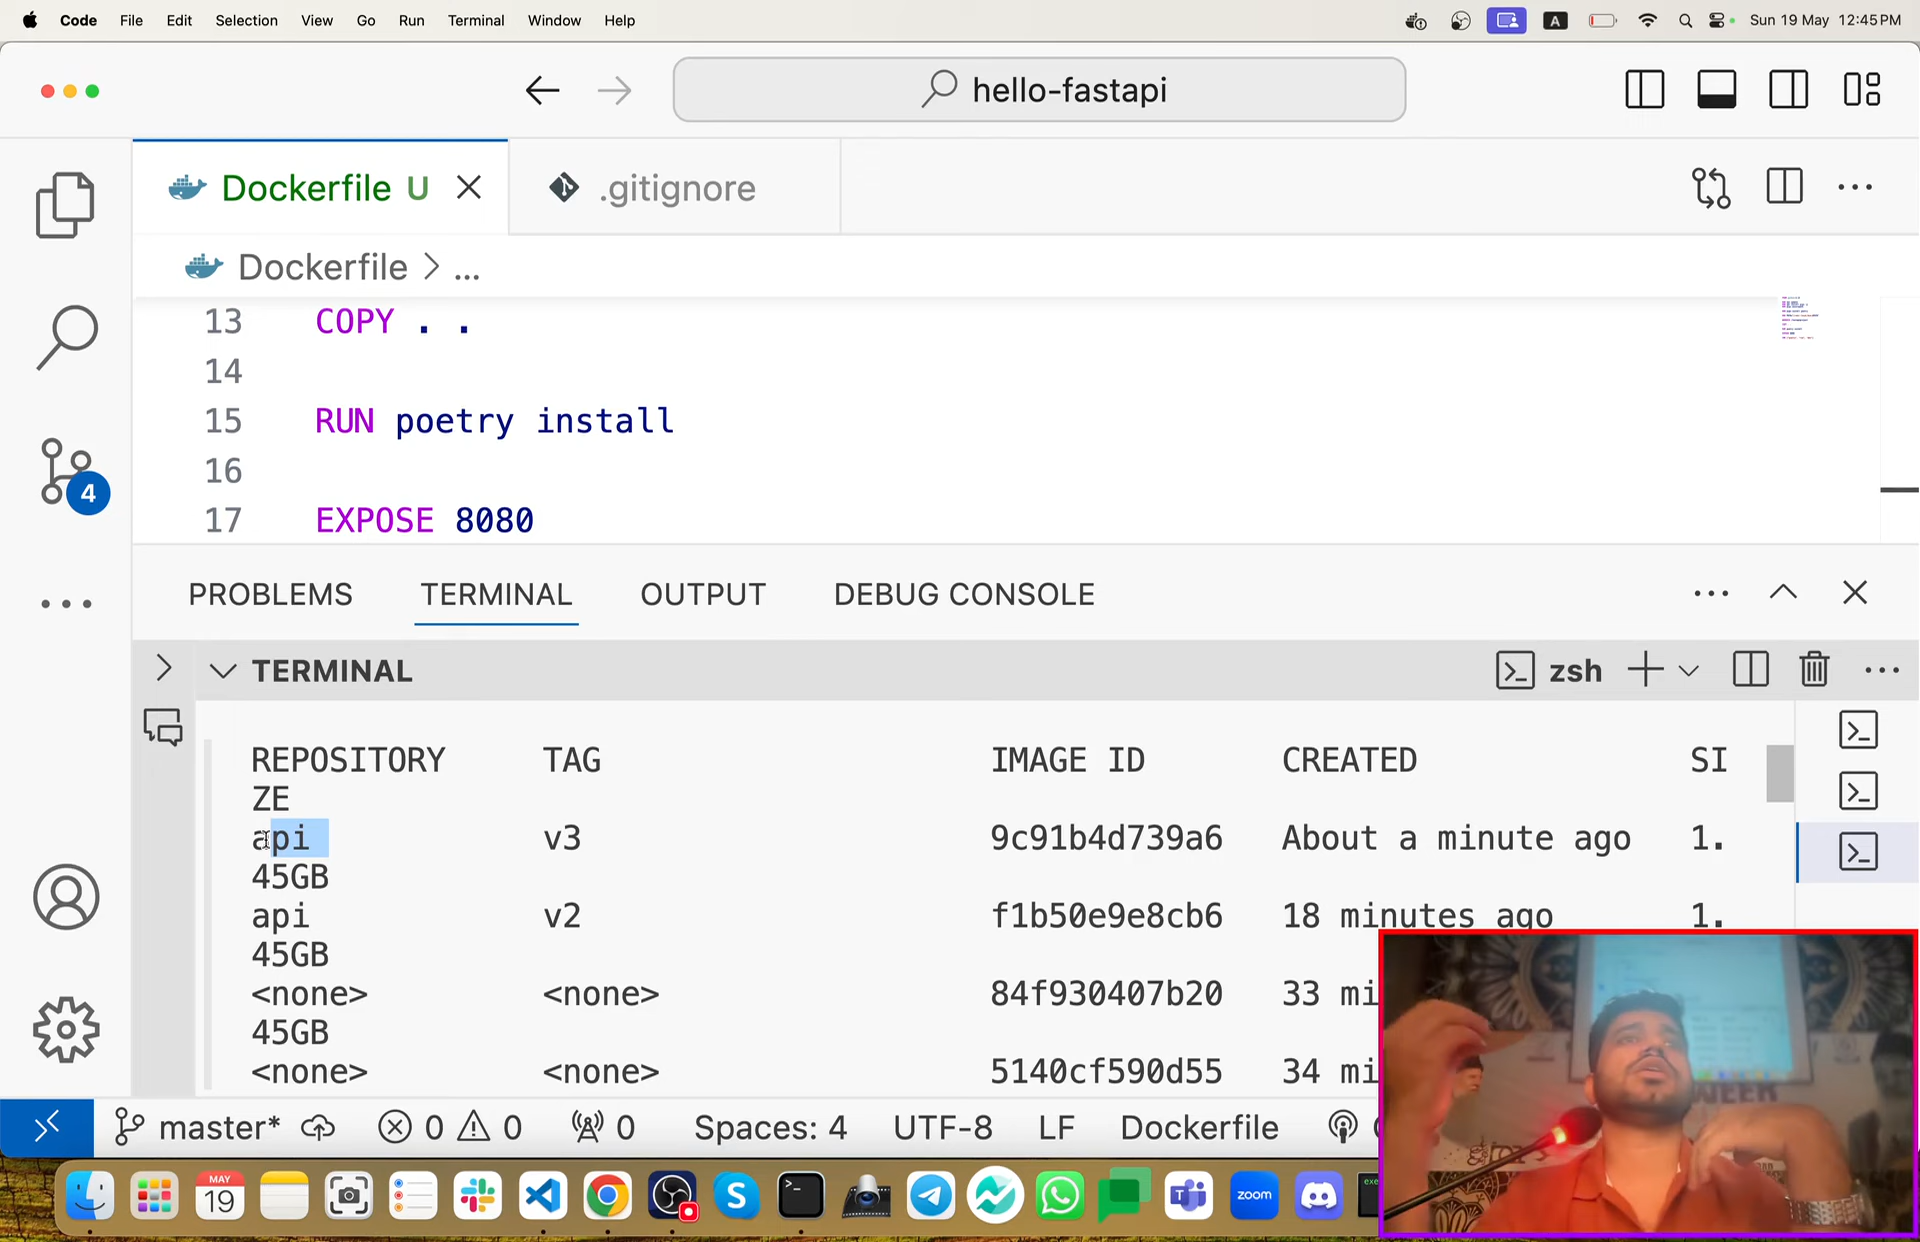 Code File Edit Selection View Go Run Terminal Window Help A Sun 19 May 12:45 PM
hello-fastapi
Dockerfile U .gitignore
Dockerfile > ...
13 COPY . .
14
15 RUN poetry install
16
17 EXPOSE 8080
PROBLEMS TERMINAL OUTPUT DEBUG CONSOLE
TERMINAL zsh
REPOSITORY TAG IMAGE ID CREATED SI
ZE
api v3 9c91b4d739a6 About a minute ago 1.
45GB
api v2 f1b50e9e8cb6 18 minutes ago 1.
45GB
<none> <none> 84f930407b20 33 mi
45GB
<none> <none> 5140cf590d55 34 mi
4
master* 0 0 0 Spaces: 4 UTF-8 LF Dockerfile
MAY
19
S
zoom
exe